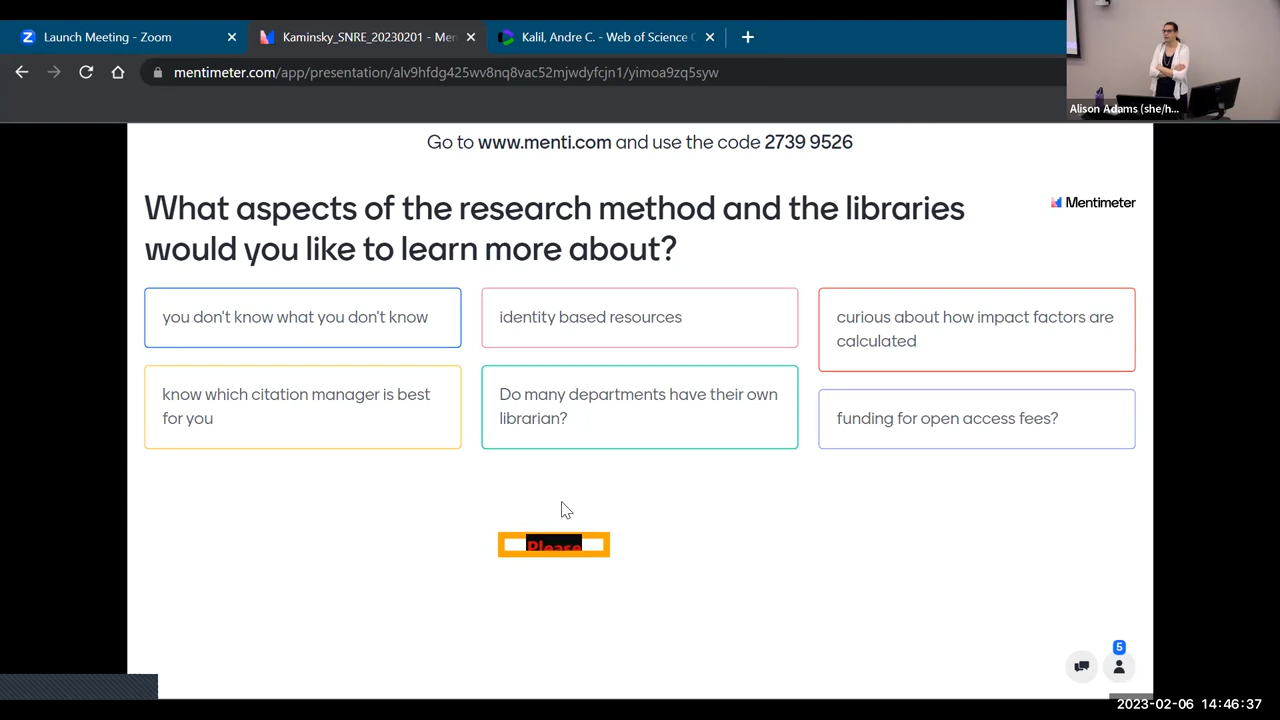 Launch Meeting - Zoom
Kaminsky_SNRE_20230201 - Men
Kalil, Andre C. - Web of Science C
mentimeter.com/app/presentation/alv9hfdg425wv8nq8vac52mjwdyfcjn1/yimoa9zq5syw
Alison Adams (she/h...
Go to www.menti.com and use the code 2739 9526
What aspects of the research method and the libraries
would you like to learn more about?
Mentimeter
you don't know what you don't know
identity based resources
curious about how impact factors are
calculated
know which citation manager is best
for you
Do many departments have their own
librarian?
funding for open access fees?
Please
5
2023-02-06 14:46:37